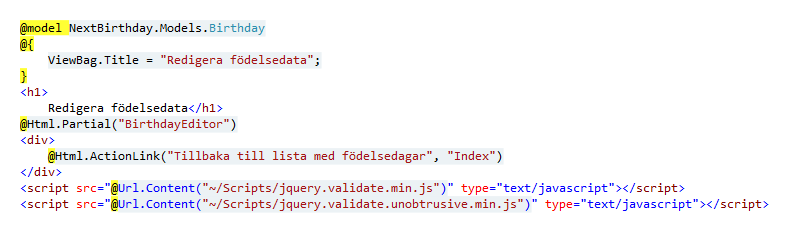 @model NextBirthday.Models.Birthday
@{
    ViewBag.Title = "Redigera födelsedata";
}
<h1>
    Redigera födelsedata</h1>
@Html.Partial("BirthdayEditor")
<div>
    @Html.ActionLink("Tillbaka till lista med födelsedagar", "Index")
</div>
<script src="@Url.Content("~/Scripts/jquery.validate.min.js")" type="text/javascript"></script>
<script src="@Url.Content("~/Scripts/jquery.validate.unobtrusive.min.js")" type="text/javascript"></script>